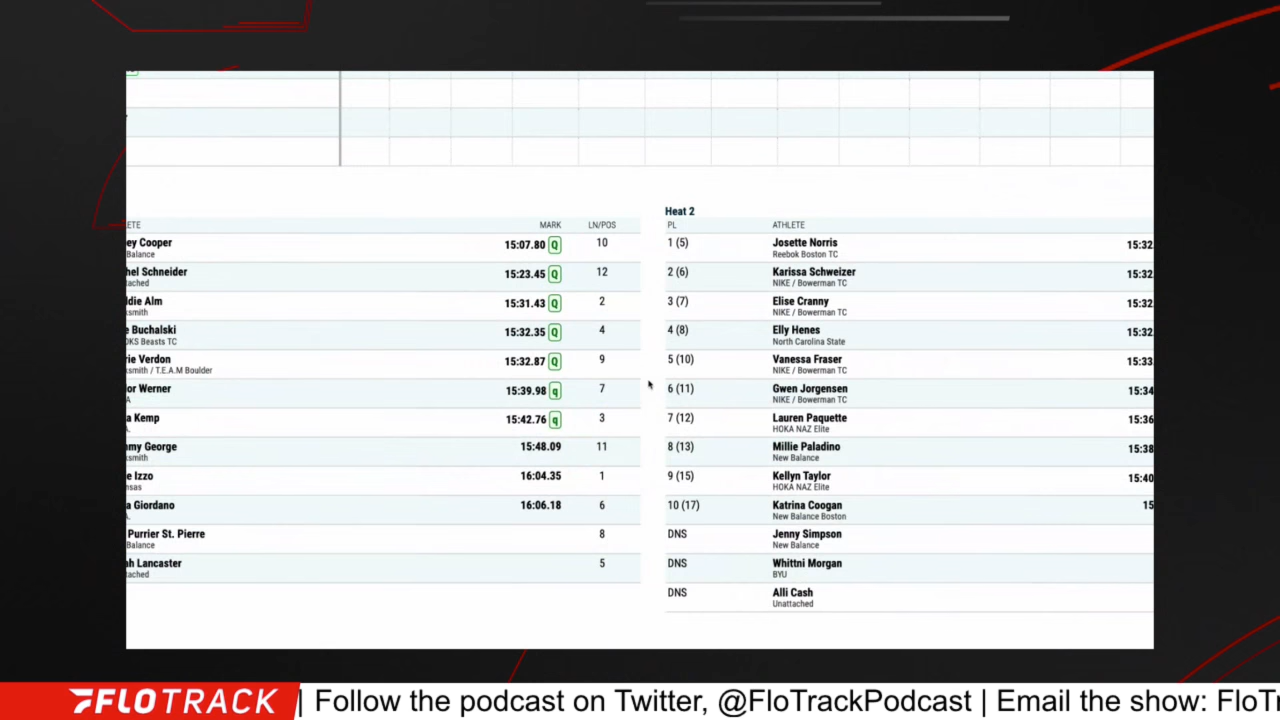 ETE MARK LN/POS
ey Cooper 15:07.80 Q 10
Balance
hel Schneider 15:23.45 Q 12
tached
ddie Alm 15:31.43 Q 2
ksmith
e Buchalski 15:32.35 Q 4
OKS Beasts TC
rie Verdon 15:32.87 Q 9
ksmith / T.E.A.M Boulder
or Werner 15:39.98 q 7
A
a Kemp 15:42.76 q 3
my George 15:48.09 11
ksmith
e Izzo 16:04.35 1
nsas
a Giordano 16:06.18 6
Purrier St. Pierre 8
Balance
ah Lancaster 5
tached
Heat 2
PL ATHLETE
1 (5) Josette Norris 15:32
Reebok Boston TC
2 (6) Karissa Schweizer 15:32
NIKE / Bowerman TC
3 (7) Elise Cranny 15:32
NIKE / Bowerman TC
4 (8) Elly Henes 15:32
North Carolina State
5 (10) Vanessa Fraser 15:33
NIKE / Bowerman TC
6 (11) Gwen Jorgensen 15:34
NIKE / Bowerman TC
7 (12) Lauren Paquette 15:36
HOKA NAZ Elite
8 (13) Millie Paladino 15:38
New Balance
9 (15) Kellyn Taylor 15:40
HOKA NAZ Elite
10 (17) Katrina Coogan 15
New Balance Boston
DNS Jenny Simpson
New Balance
DNS Whittni Morgan
BYU
DNS Alli Cash
Unattached
FLOTRACK | Follow the podcast on Twitter, @FloTrackPodcast | Email the show: FloT